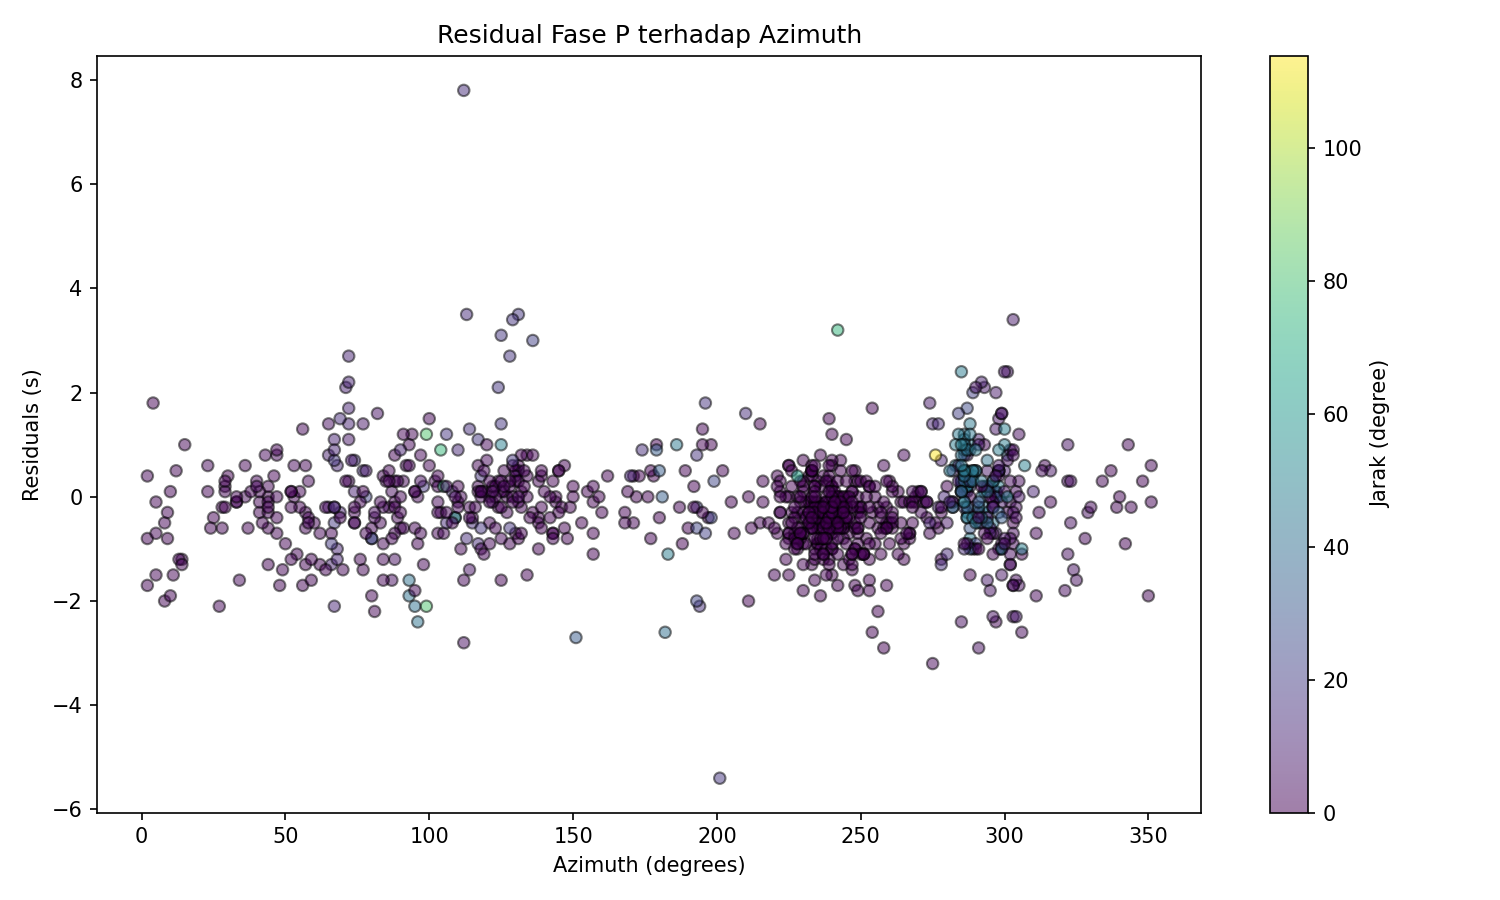 Residual Fase P terhadap Azimuth
Residuals (s)
8
6
4
2
0
−2
−4
−6
0 50 100 150 200 250 300 350
Azimuth (degrees)
100
80
60
40
20
0
Jarak (degree)